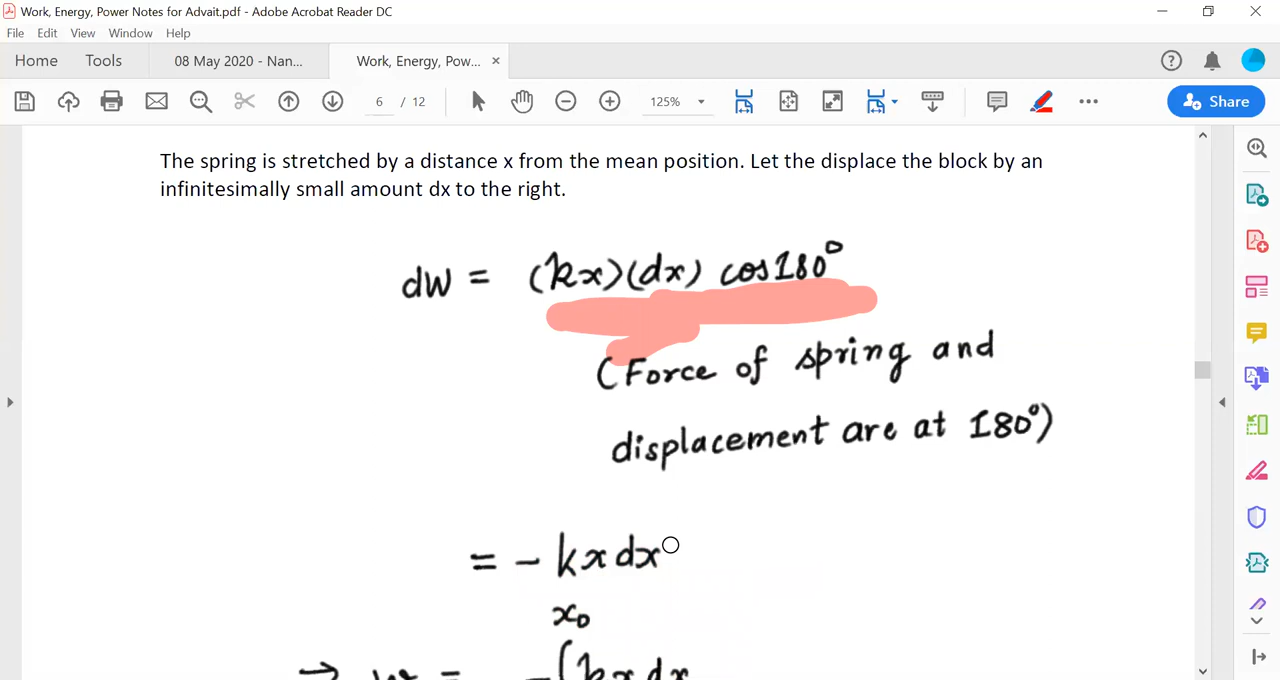 Work, Energy, Power Notes for Advait.pdf - Adobe Acrobat Reader DC
File Edit View Window Help
Home Tools 08 May 2020 - Nan... Work, Energy, Pow... ×
6 / 12 125% Share
The spring is stretched by a distance x from the mean position. Let the displace the block by an
infinitesimally small amount dx to the right.
dW = (kx)(dx) cos180°
(Force of spring and
displacement are at 180°)
= - kx dx
x₀
→ W = -∫kx dx